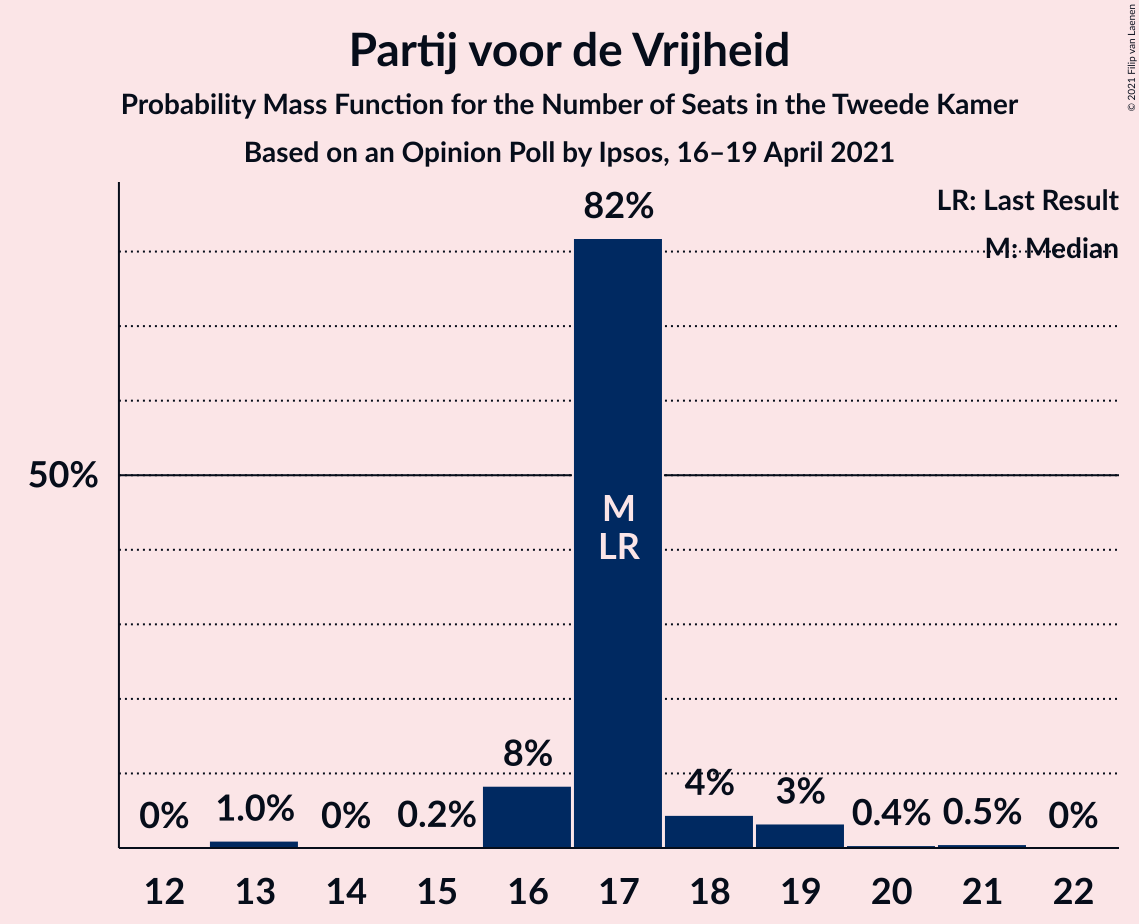 Partij voor de Vrijheid
Probability Mass Function for the Number of Seats in the Tweede Kamer
Based on an Opinion Poll by Ipsos, 16–19 April 2021
© 2021 Filip van Laenen
LR: Last Result
M: Median
82%
50%
M
LR
8%
4%
3%
0%
1.0%
0%
0.2%
0.4%
0.5%
0%
12 13 14 15 16 17 18 19 20 21 22